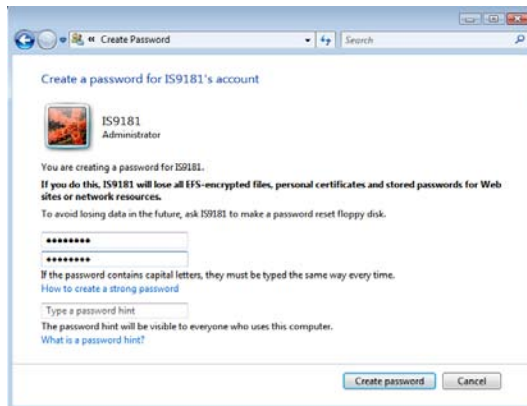 « Create Password
Search
Create a password for IS9181's account
IS9181
Administrator
You are creating a password for IS9181.
If you do this, IS9181 will lose all EFS-encrypted files, personal certificates and stored passwords for Web
sites or network resources.
To avoid losing data in the future, ask IS9181 to make a password reset floppy disk.
••••••••
••••••••
If the password contains capital letters, they must be typed the same way every time.
How to create a strong password
Type a password hint
The password hint will be visible to everyone who uses this computer.
What is a password hint?
Create password Cancel